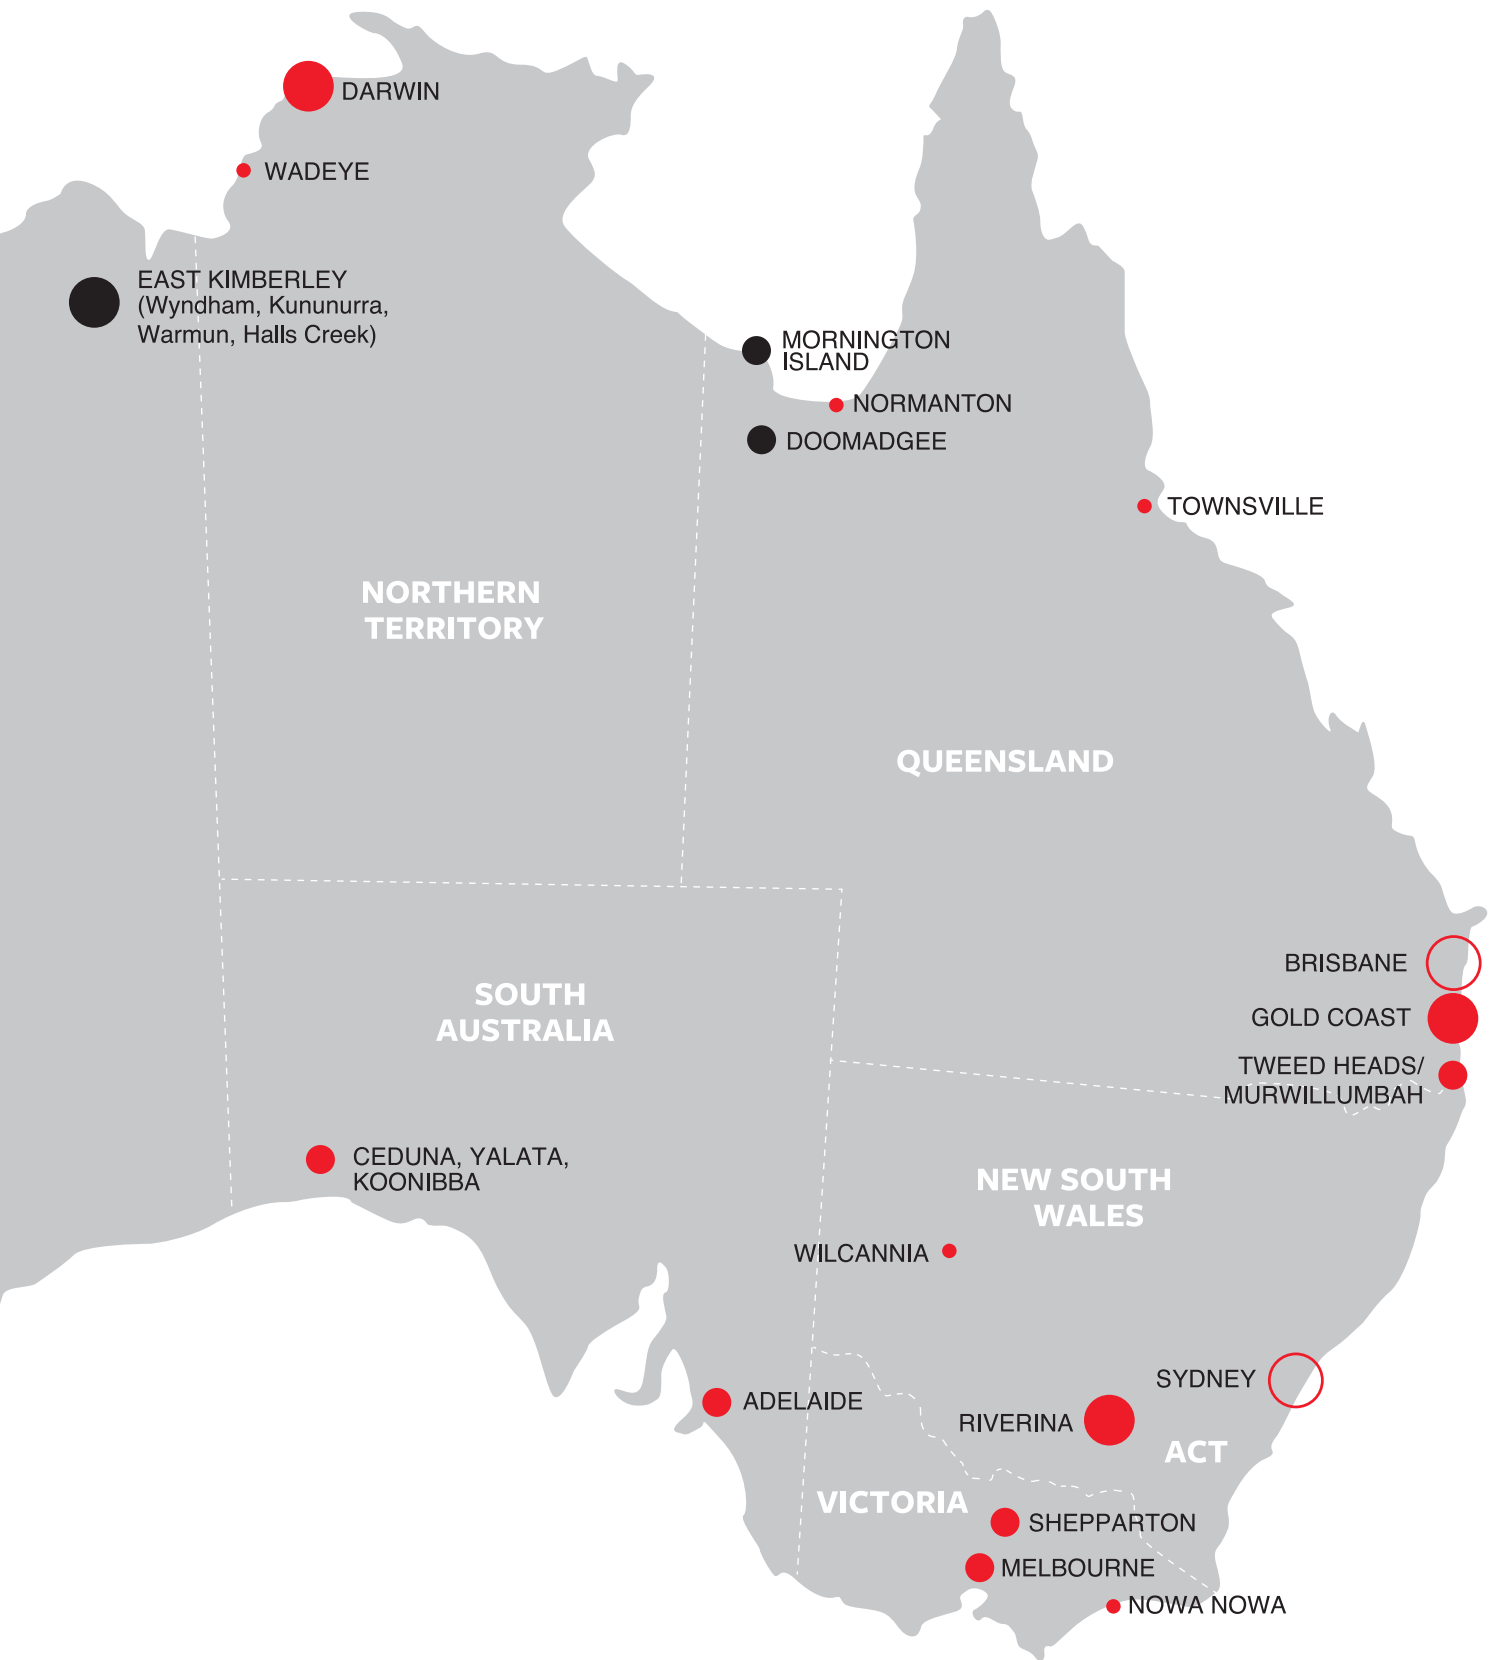 DARWIN
WADEYE
EAST KIMBERLEY
(Wyndham, Kununurra,
Warmun, Halls Creek)
MORNINGTON
ISLAND
NORMANTON
DOOMADGEE
TOWNSVILLE
NORTHERN
TERRITORY
QUEENSLAND
BRISBANE
GOLD COAST
TWEED HEADS/
MURWILLUMBAH
SOUTH
AUSTRALIA
CEDUNA, YALATA,
KOONIBBA
NEW SOUTH
WALES
WILCANNIA
SYDNEY
ADELAIDE
RIVERINA
ACT
VICTORIA
SHEPPARTON
MELBOURNE
NOWA NOWA